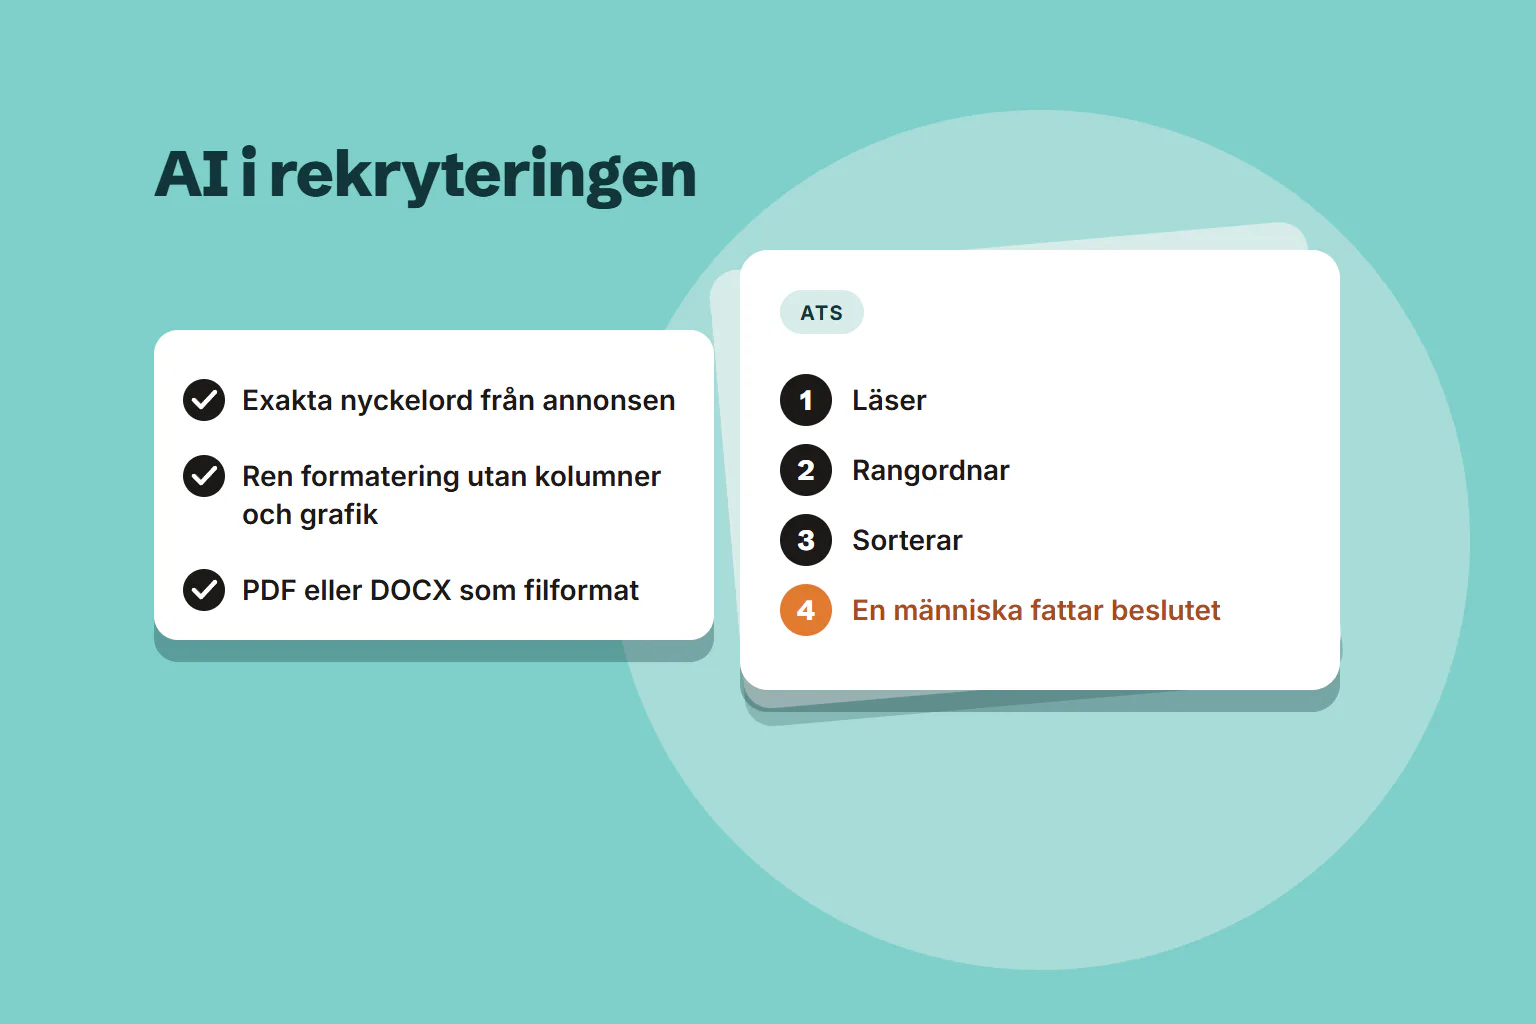 AI i rekryteringen
Exakta nyckelord från annonsen
Ren formatering utan kolumner
och grafik
PDF eller DOCX som filformat
ATS
1 Läser
2 Rangordnar
3 Sorterar
4 En människa fattar beslutet